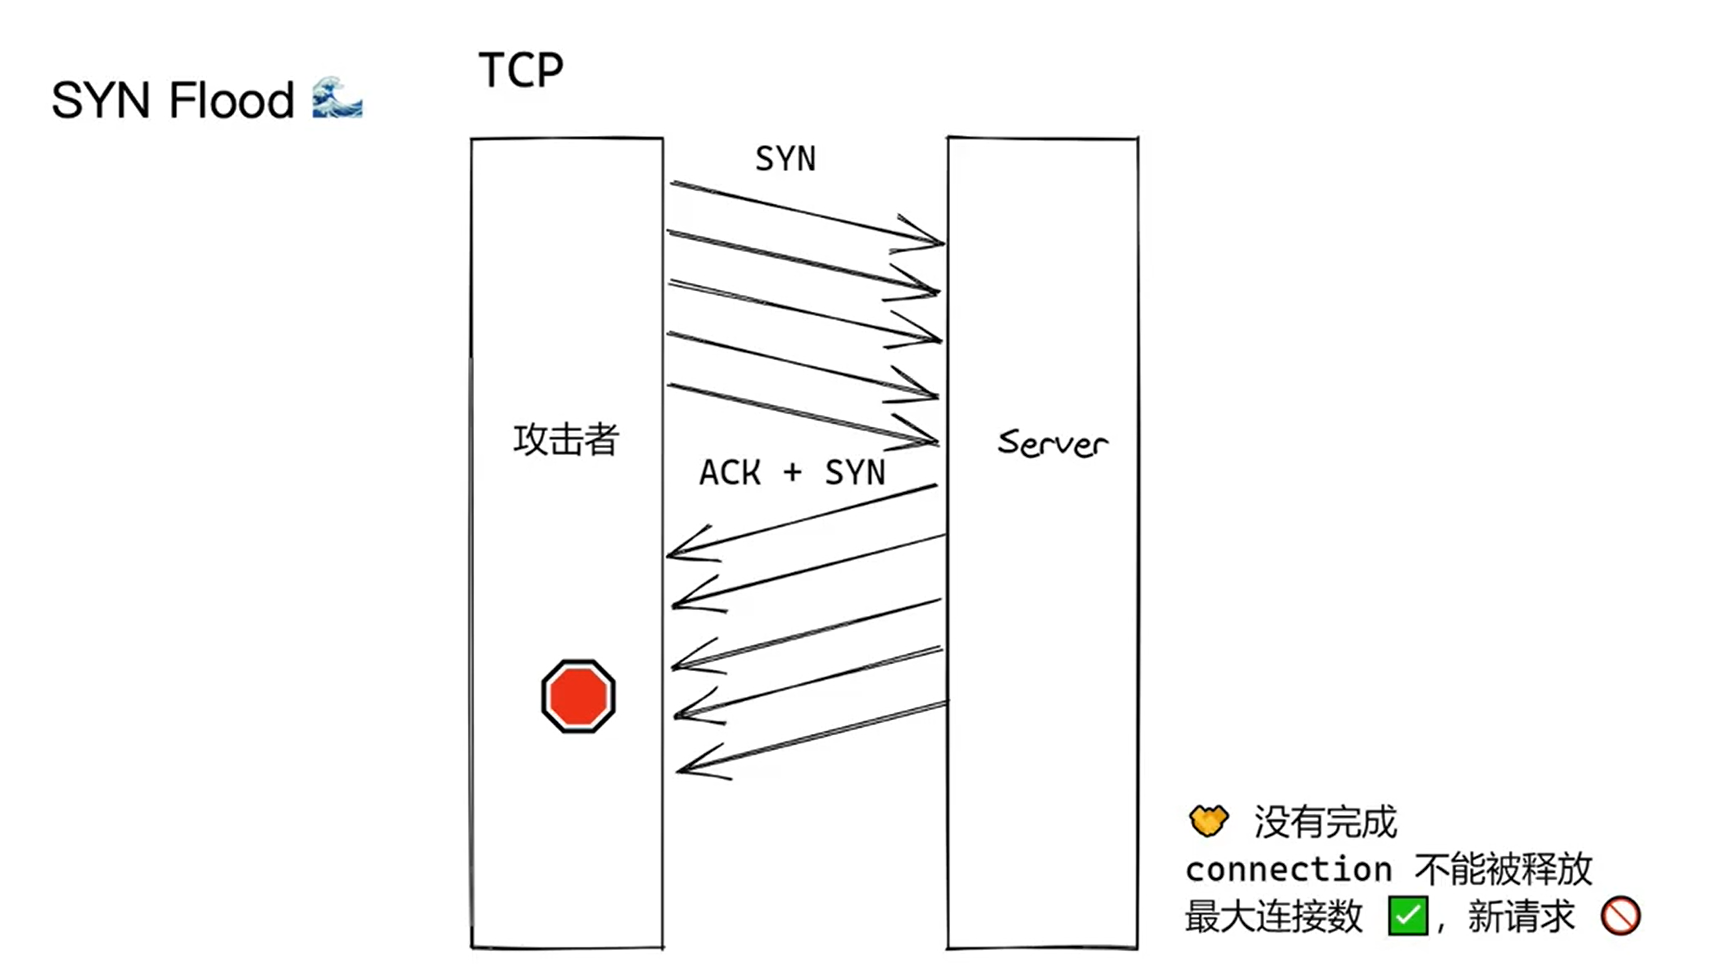 TCP
SYN Flood 🌊
SYN
攻击者
Server
ACK + SYN
🤝 没有完成
connection 不能被释放
最大连接数 ✅, 新请求 🚫